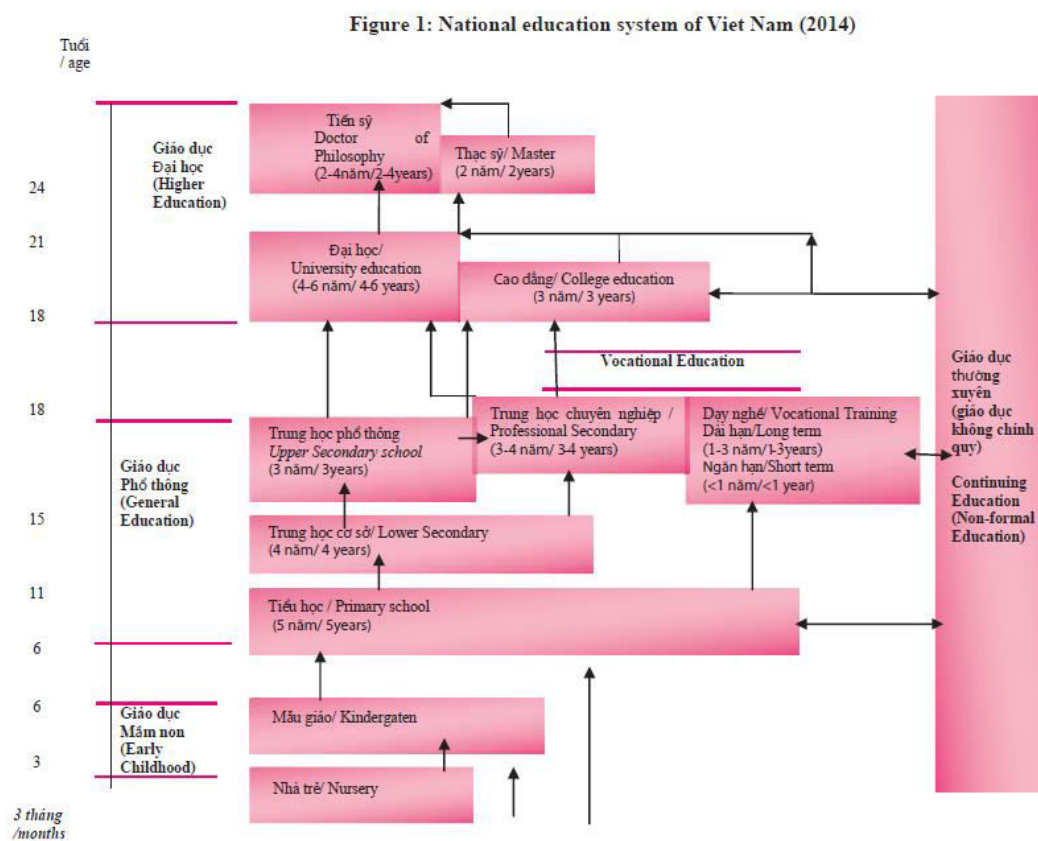 Figure 1: National education system of Viet Nam (2014)
Tuổi
/ age
24
21
18
18
15
11
6
6
3
3 tháng
/months
Giáo dục
Đại học
(Higher
Education)
Giáo dục
Phổ thông
(General
Education)
Giáo dục
Mầm non
(Early
Childhood)
Tiến sỹ
Doctor of
Philosophy
(2-4năm/2-4years)
Thạc sỹ/ Master
(2 năm/ 2years)
Đại học/
University education
(4-6 năm/ 4-6 years)
Cao đẳng/ College education
(3 năm/ 3 years)
Vocational Education
Trung học phổ thông
Upper Secondary school
(3 năm/ 3years)
Trung học chuyên nghiệp /
Professional Secondary
(3-4 năm/ 3-4 years)
Dạy nghề/ Vocational Training
Dài hạn/Long term
(1-3 năm/1-3years)
Ngắn hạn/Short term
(<1 năm/<1 year)
Trung học cơ sở/ Lower Secondary
(4 năm/ 4 years)
Tiểu học / Primary school
(5 năm/ 5years)
Mẫu giáo/ Kindergaten
Nhà trẻ/ Nursery
Giáo dục
thường
xuyên
(giáo dục
không chính
quy)
Continuing
Education
(Non-formal
Education)